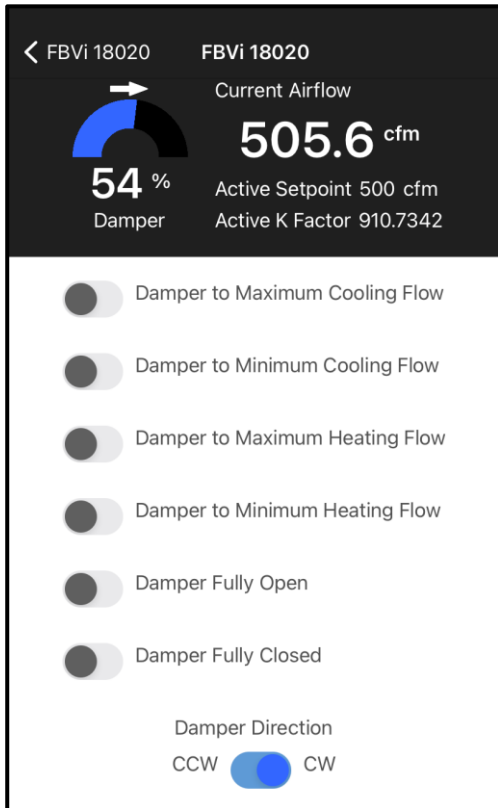 FBVi 18020 FBVi 18020
Current Airflow
505.6 cfm
54 %
Damper
Active Setpoint 500 cfm
Active K Factor 910.7342
Damper to Maximum Cooling Flow
Damper to Minimum Cooling Flow
Damper to Maximum Heating Flow
Damper to Minimum Heating Flow
Damper Fully Open
Damper Fully Closed
Damper Direction
CCW CW